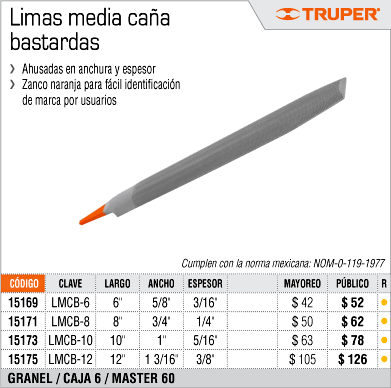 Limas media caña
bastardas
TRUPER®
Ahusadas en anchura y espesor
Zanco naranja para fácil identificación
de marca por usuarios
Cumplen con la norma mexicana: NOM-0-119-1977
CÓDIGO CLAVE LARGO ANCHO ESPESOR MAYOREO PÚBLICO R
15169 LMCB-6 6" 5/8" 3/16" $ 42 $ 52
15171 LMCB-8 8" 3/4" 1/4" $ 50 $ 62
15173 LMCB-10 10" 1" 5/16" $ 63 $ 78
15175 LMCB-12 12" 1 3/16" 3/8" $ 105 $ 126
GRANEL / CAJA 6 / MASTER 60